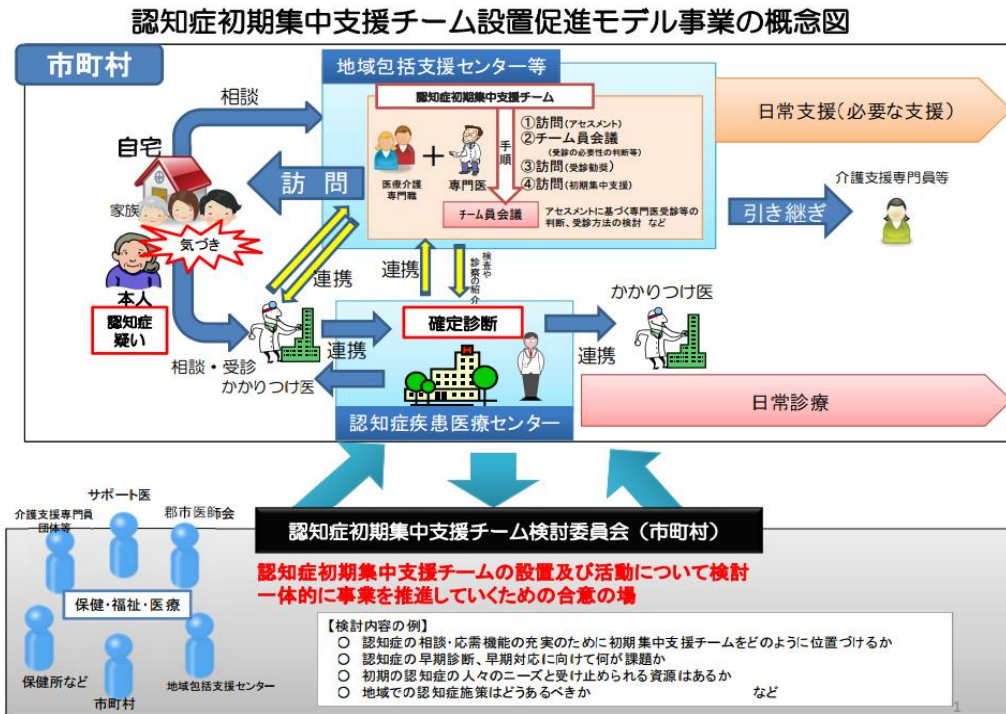 認知症初期集中支援チーム設置促進モデル事業の概念図
市町村
地域包括支援センター等
相談
認知症初期集中支援チーム
日常支援(必要な支援)
自宅
訪問
家族
気づき
本人
認知症
疑い
医療介護
専門職
＋
専門医
手順
①訪問(アセスメント)
②チーム員会議
(受診の必要性の判断等)
③訪問(受診勧奨)
④訪問(初期集中支援)
チーム員会議
アセスメントに基づく専門医受診等の
判断、受診方法の検討 など
引き継ぎ
介護支援専門員等
連携
連携
検査や
診察の紹介
相談・受診
かかりつけ医
連携
確定診断
H
認知症疾患医療センター
連携
かかりつけ医
日常診療
サポート医
介護支援専門員
団体等
郡市医師会
保健・福祉・医療
保健所など
市町村
地域包括支援センター
認知症初期集中支援チーム検討委員会（市町村）
認知症初期集中支援チームの設置及び活動について検討
一体的に事業を推進していくための合意の場
【検討内容の例】
○ 認知症の相談・応需機能の充実のために初期集中支援チームをどのように位置づけるか
○ 認知症の早期診断、早期対応に向けて何が課題か
○ 初期の認知症の人々のニーズと受け止められる資源はあるか
○ 地域での認知症施策はどうあるべきか など
1